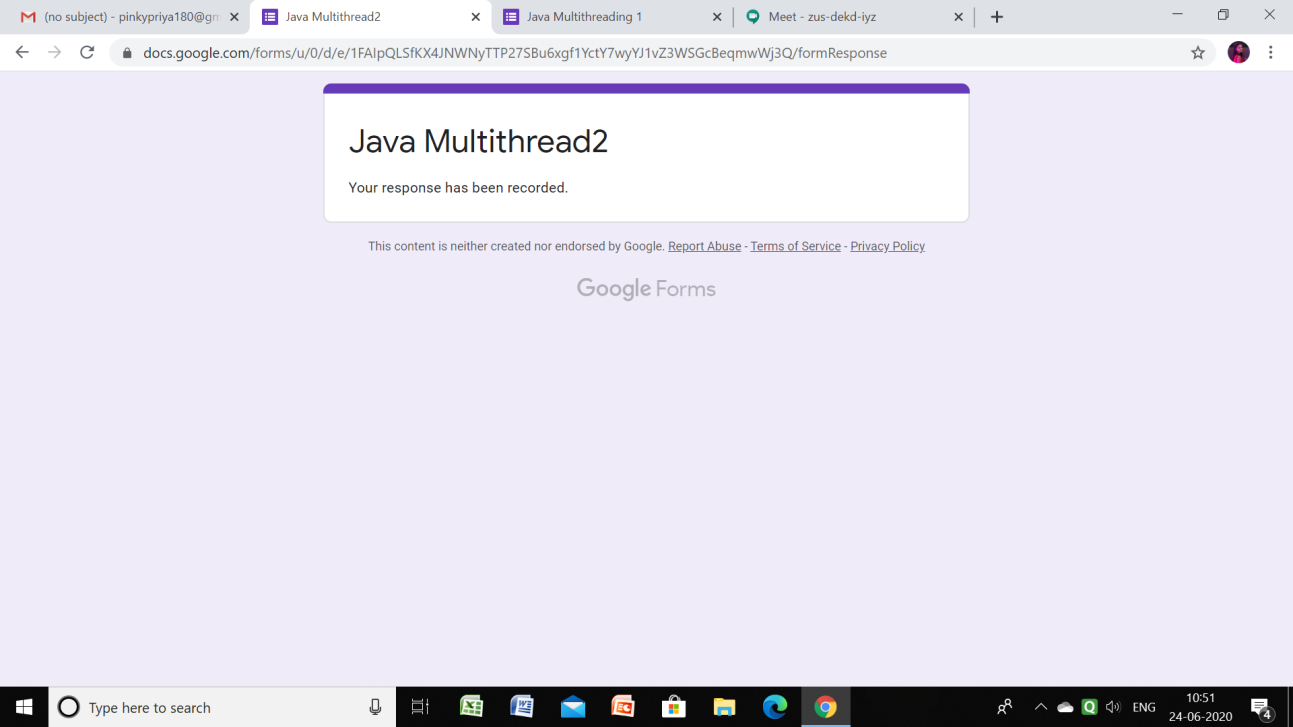 (no subject) - pinkypriya180@gm
Java Multithread2
Java Multithreading 1
Meet - zus-dekd-iyz
docs.google.com/forms/u/0/d/e/1FAIpQLSfKX4JNWNyTTP27SBu6xgf1YctY7wyYJ1vZ3WSGcBeqmwWj3Q/formResponse
Java Multithread2
Your response has been recorded.
This content is neither created nor endorsed by Google. Report Abuse - Terms of Service - Privacy Policy
Google Forms
Type here to search
ENG
10:51
24-06-2020
4